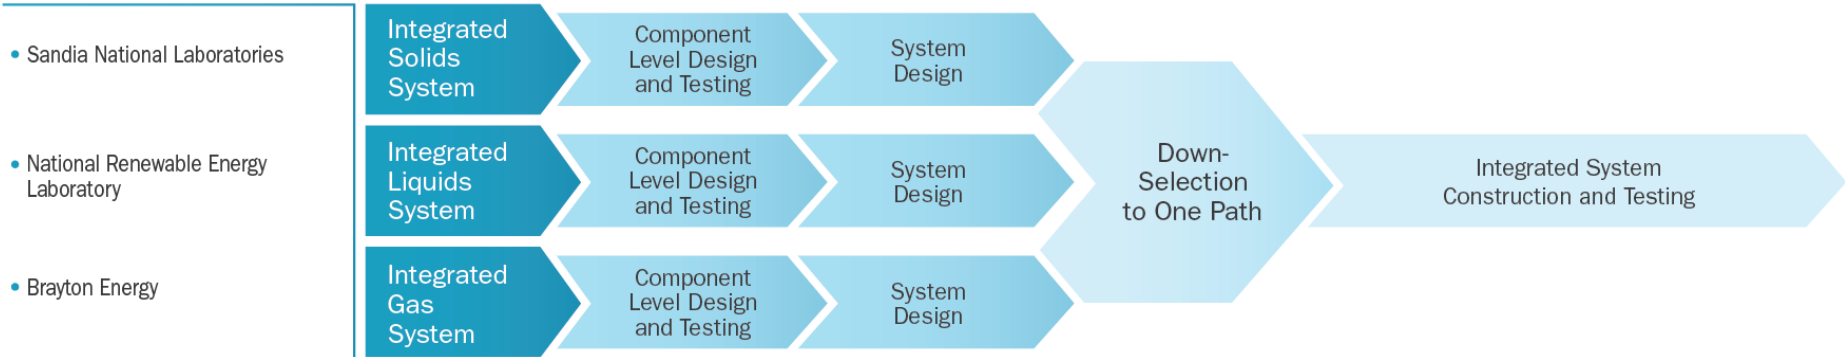 • Sandia National Laboratories
• National Renewable Energy
Laboratory
• Brayton Energy
Integrated
Solids
System
Component
Level Design
and Testing
System
Design
Integrated
Liquids
System
Component
Level Design
and Testing
System
Design
Integrated
Gas
System
Component
Level Design
and Testing
System
Design
Down-
Selection
to One Path
Integrated System
Construction and Testing